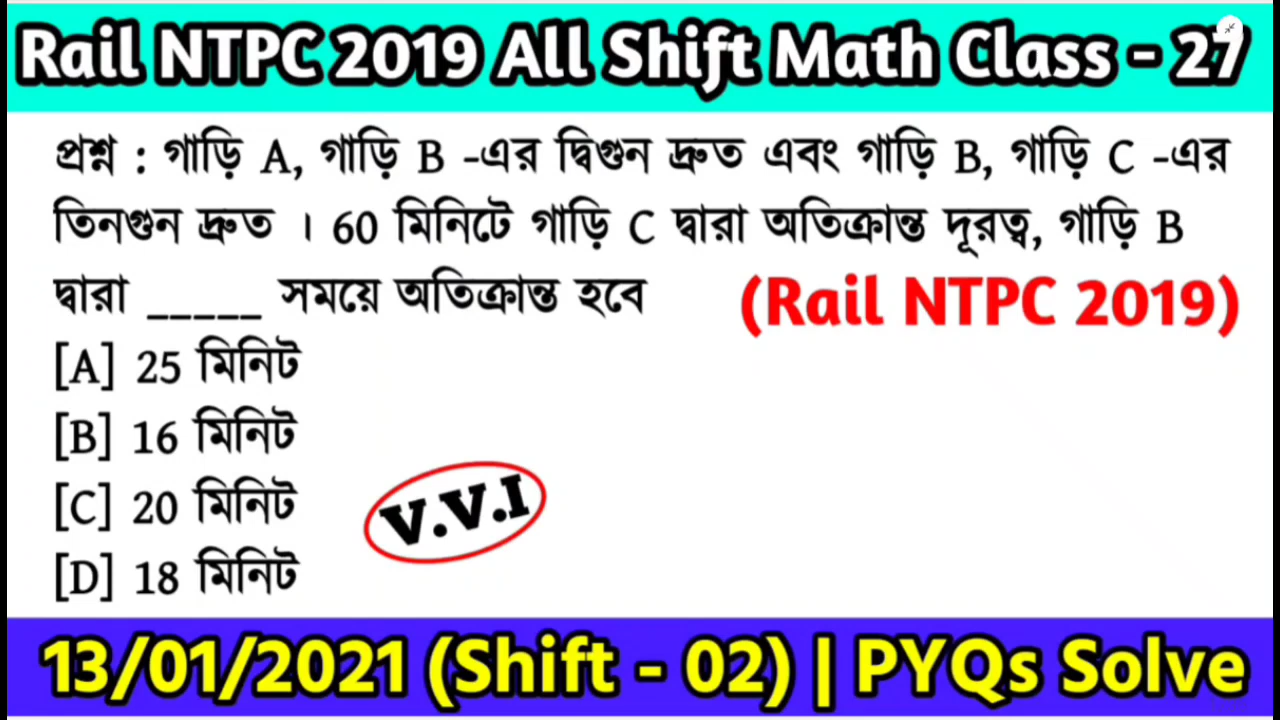 Rail NTPC 2019 All Shift Math Class - 27
প্রশ্ন : গাড়ি A, গাড়ি B -এর দ্বিগুন দ্রুত এবং গাড়ি B, গাড়ি C -এর
তিনগুন দ্রুত । 60 মিনিটে গাড়ি C দ্বারা অতিক্রান্ত দূরত্ব, গাড়ি B
দ্বারা _____ সময়ে অতিক্রান্ত হবে
(Rail NTPC 2019)
[A] 25 মিনিট
[B] 16 মিনিট
[C] 20 মিনিট
[D] 18 মিনিট
V.V.I
13/01/2021 (Shift - 02) | PYQs Solve